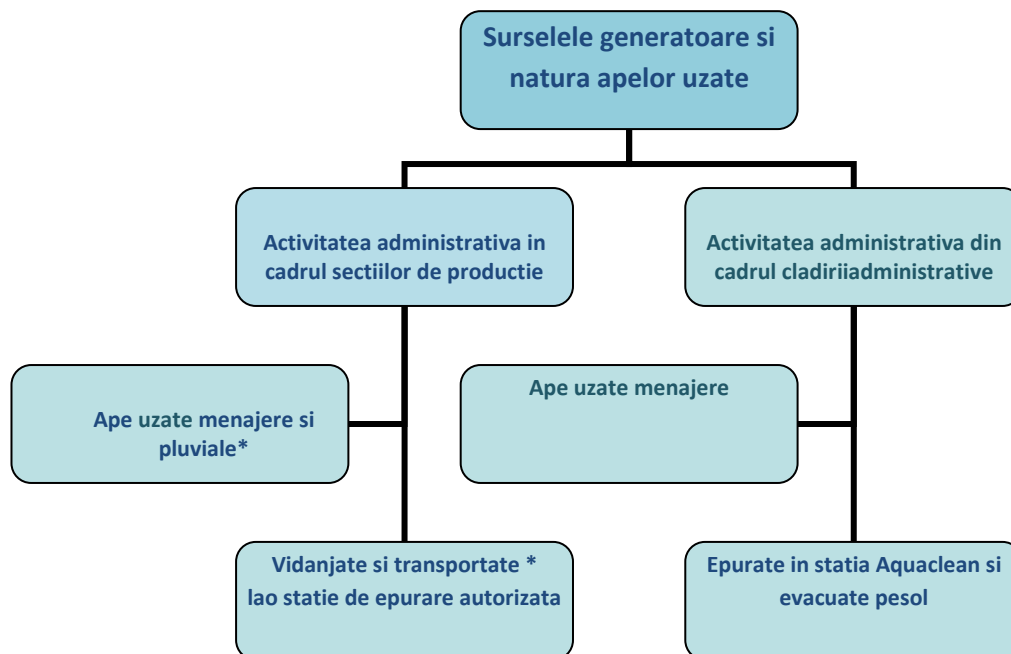 Surselele generatoare si
natura apelor uzate
Activitatea administrativa in
cadrul sectiilor de productie
Activitatea administrativa din
cadrul cladiriiadministrative
Ape uzate menajere si
pluviale*
Ape uzate menajere
Vidanjate si transportate *
lao statie de epurare autorizata
Epurate in statia Aquaclean si
evacuate pesol